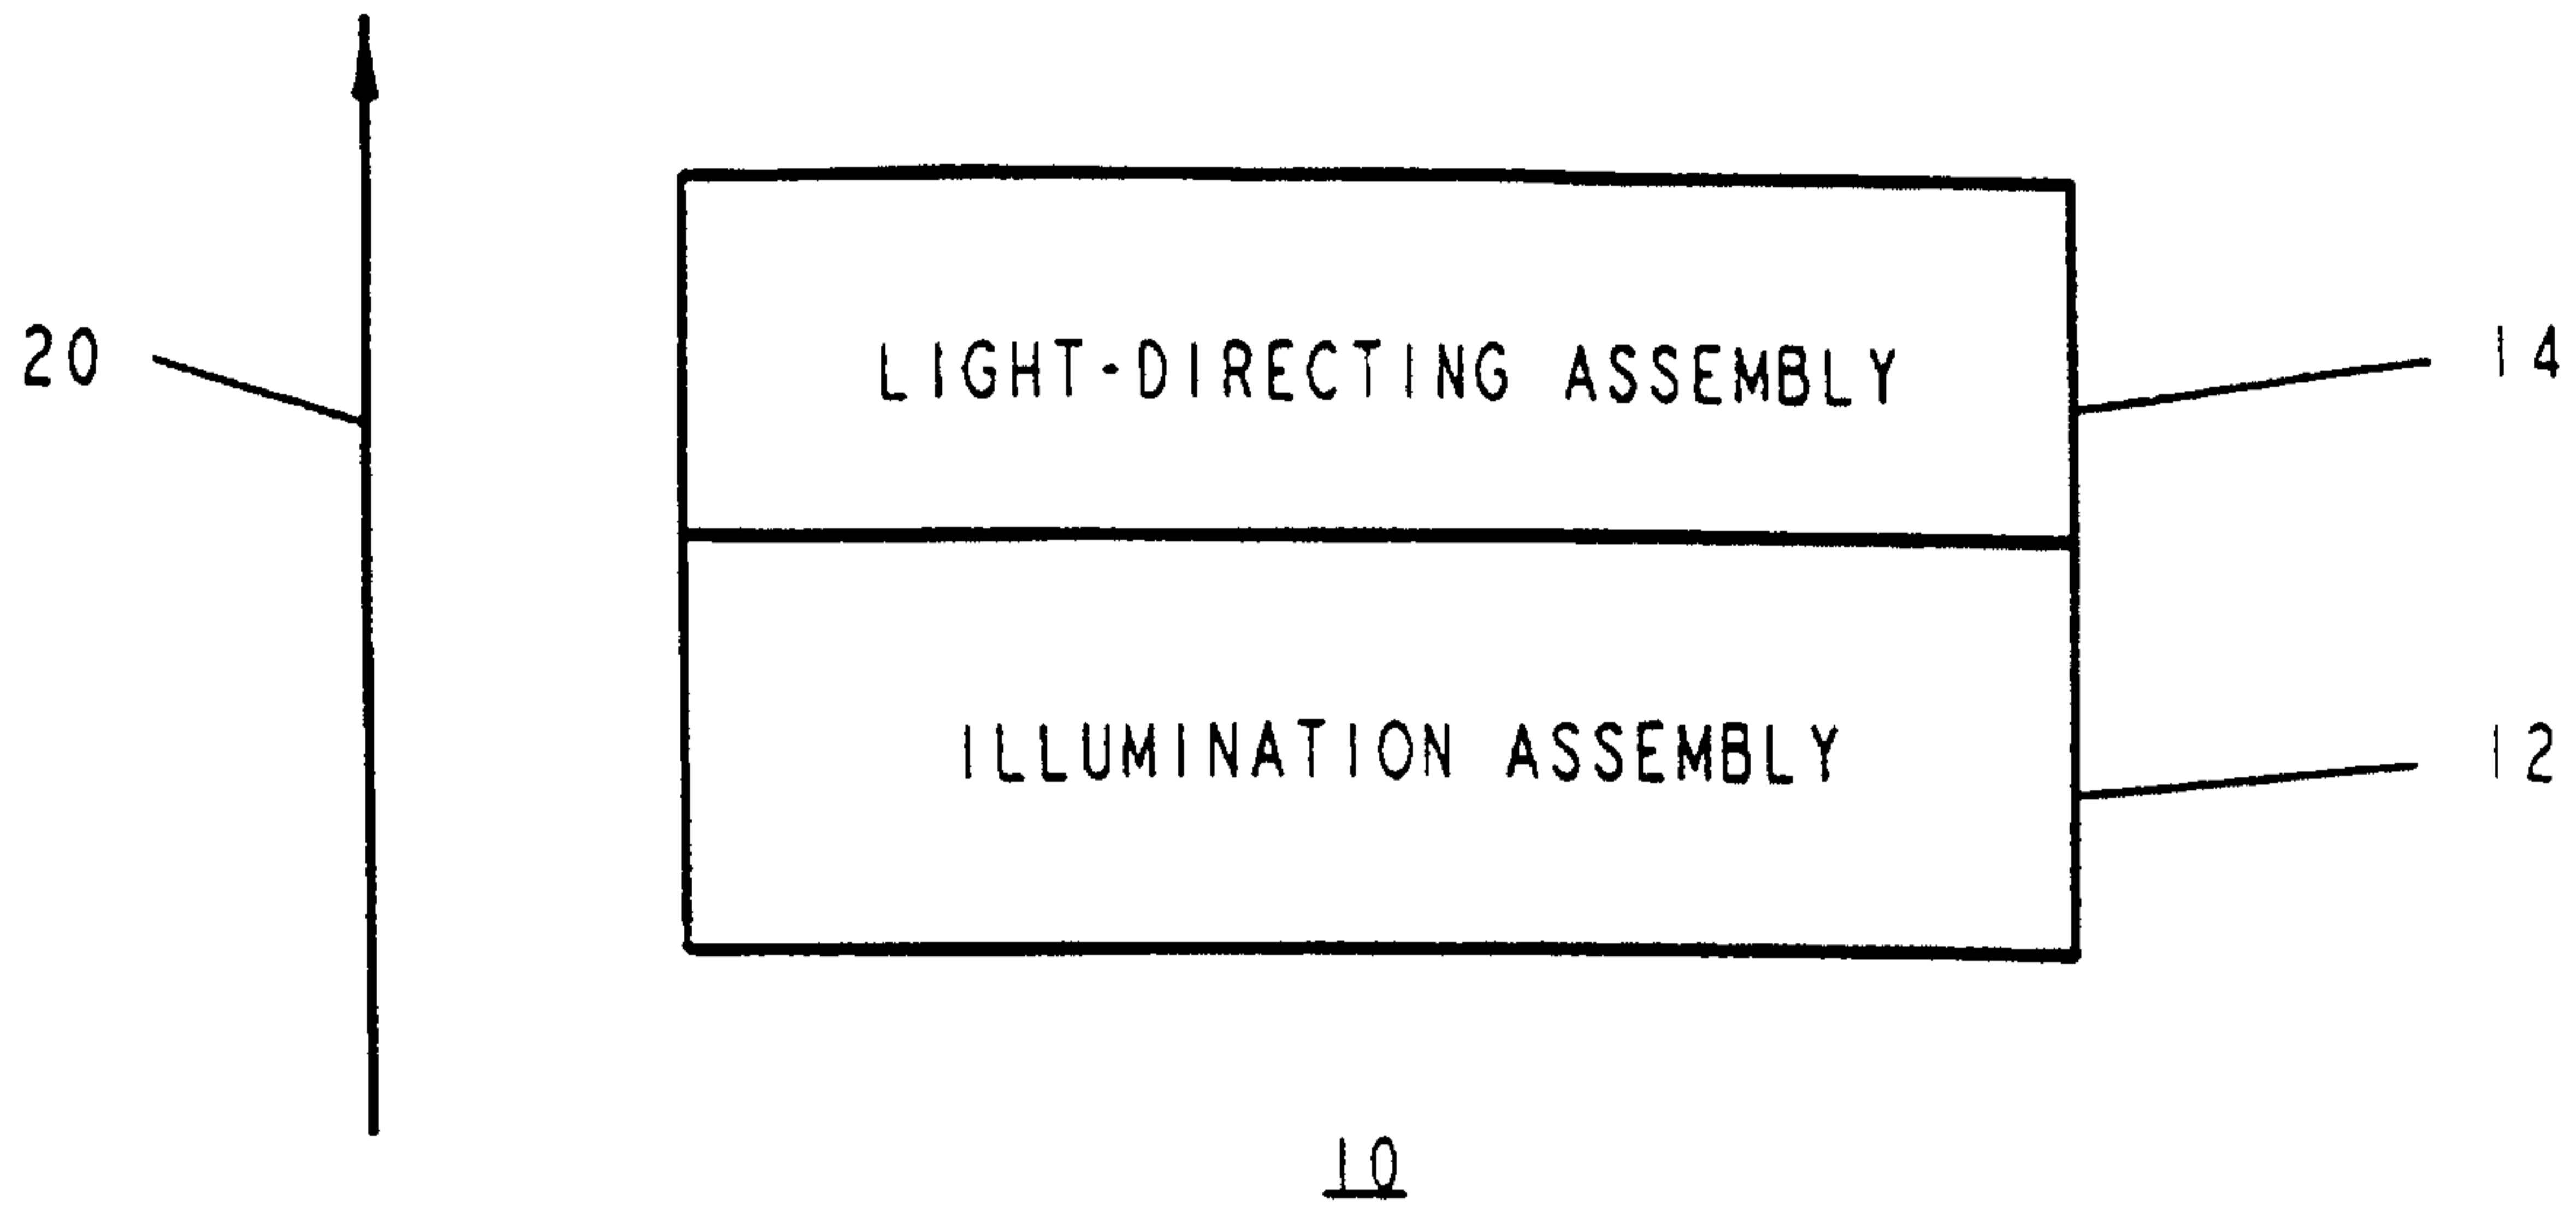 20
LIGHT-DIRECTING ASSEMBLY
14
ILLUMINATION ASSEMBLY
12
10